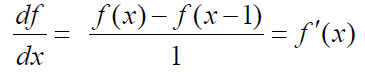 df/dx = f(x) − f(x−1)/1 = f′(x)